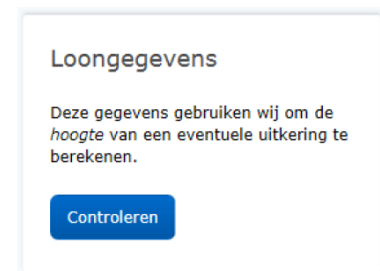 Loongegevens
Deze gegevens gebruiken wij om de
hoogte van een eventuele uitkering te
berekenen.
Controleren